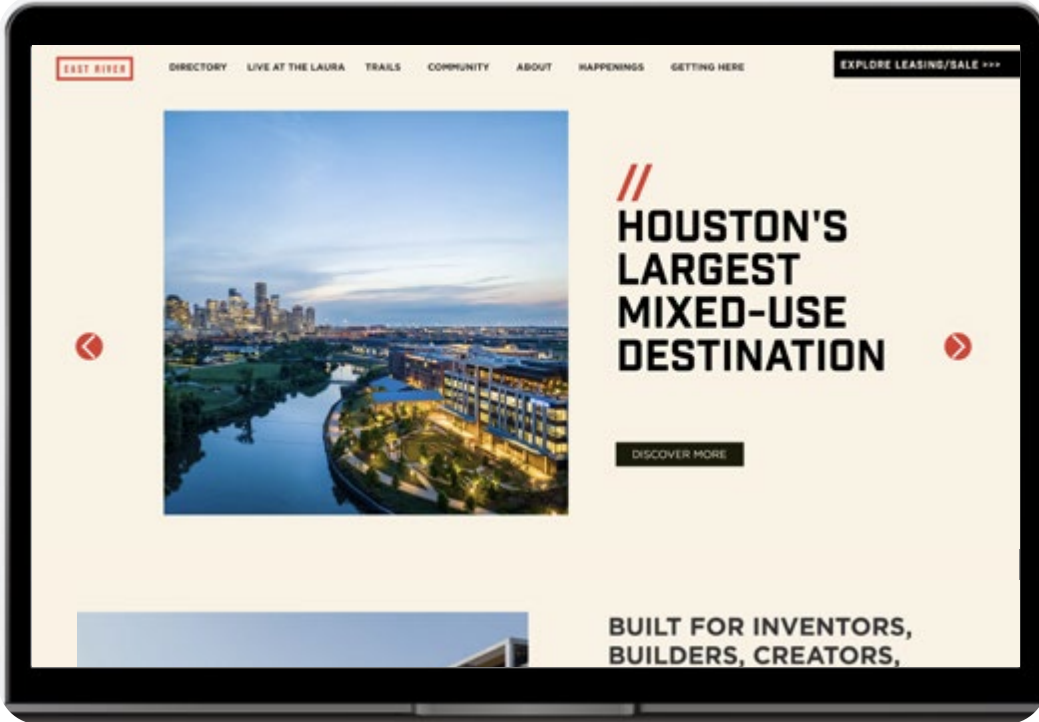 EAST RIVER
DIRECTORY LIVE AT THE LAURA TRAILS COMMUNITY ABOUT HAPPENINGS GETTING HERE
EXPLORE LEASING/SALE >>>
//
HOUSTON'S
LARGEST
MIXED-USE
DESTINATION
DISCOVER MORE
BUILT FOR INVENTORS,
BUILDERS, CREATORS,